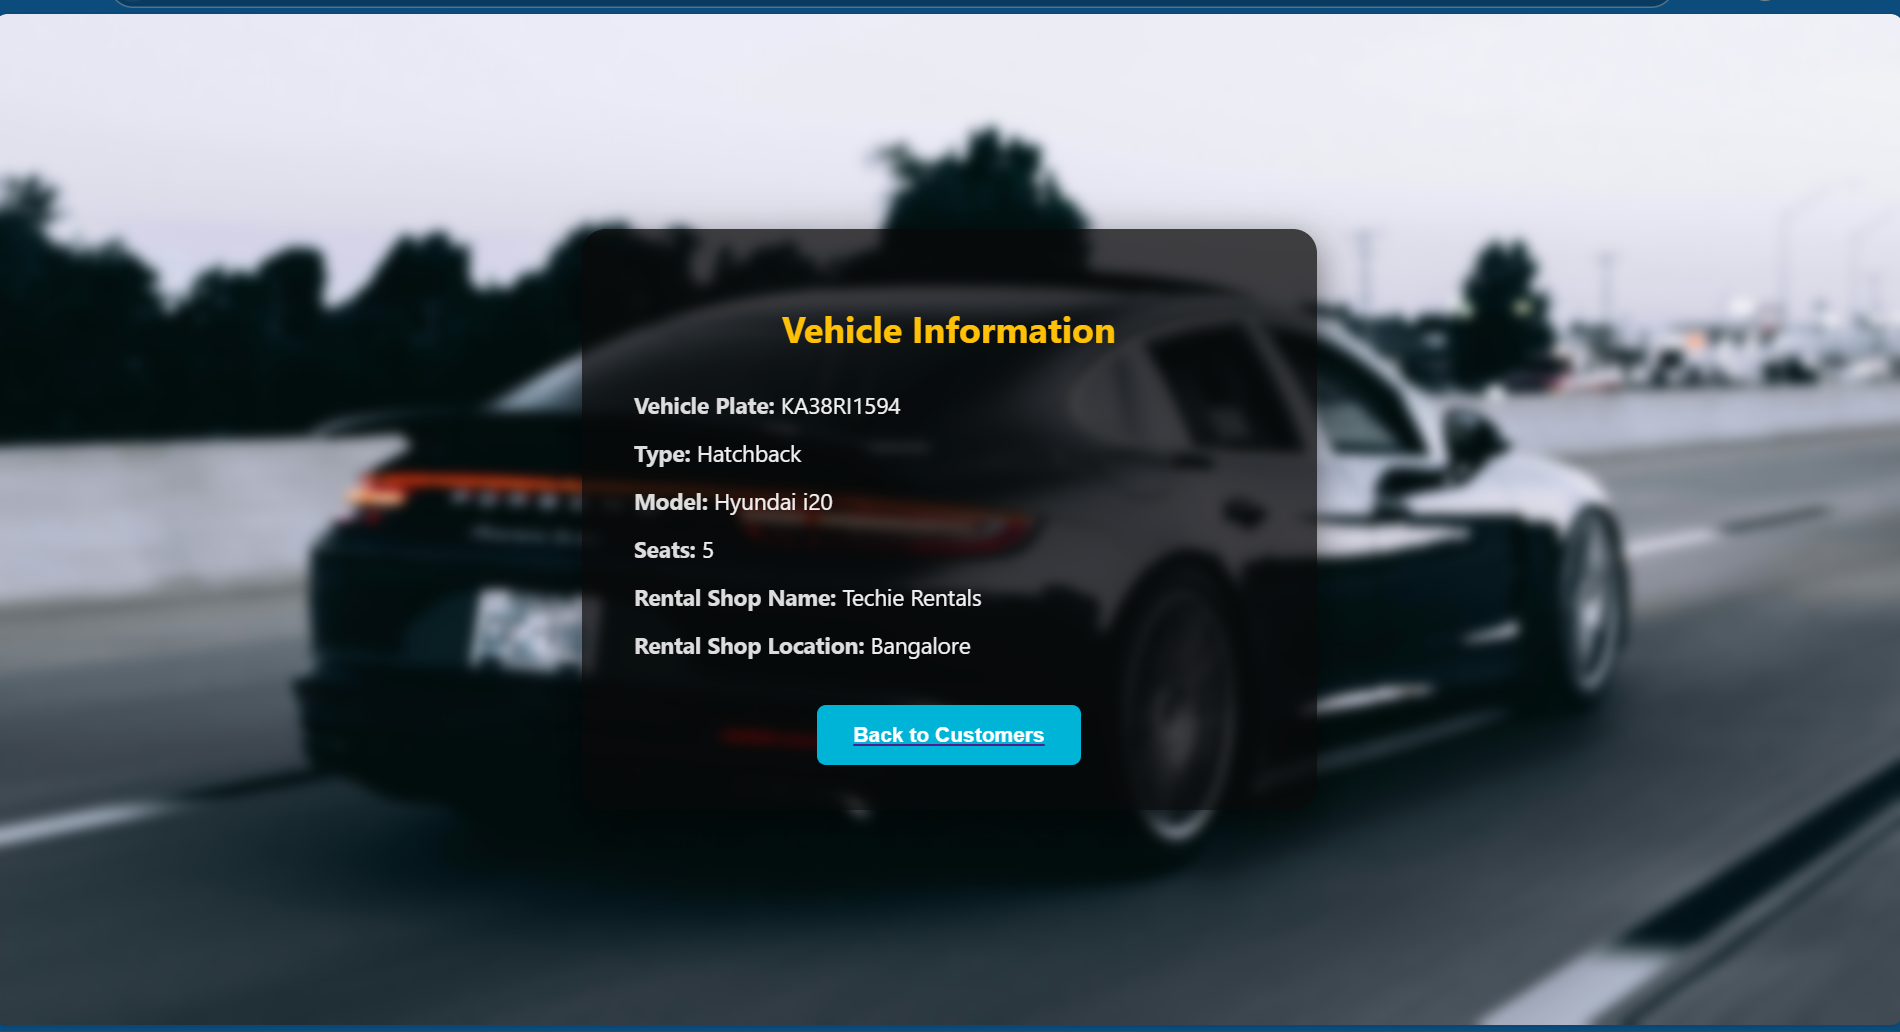 Vehicle Information
Vehicle Plate: KA38RI1594
Type: Hatchback
Model: Hyundai i20
Seats: 5
Rental Shop Name: Techie Rentals
Rental Shop Location: Bangalore
Back to Customers